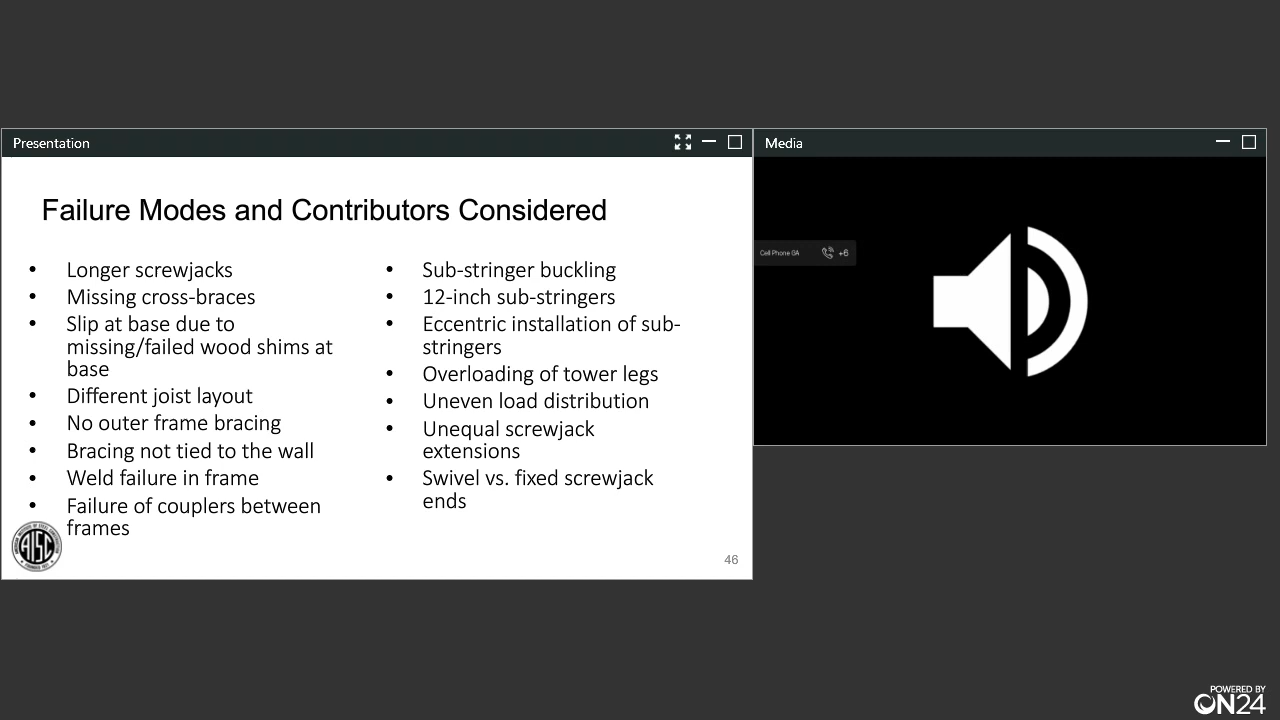 Presentation
Media
Failure Modes and Contributors Considered
• Longer screwjacks
• Missing cross-braces
• Slip at base due to
missing/failed wood shims at
base
• Different joist layout
• No outer frame bracing
• Bracing not tied to the wall
• Weld failure in frame
• Failure of couplers between
frames
• Sub-stringer buckling
• 12-inch sub-stringers
• Eccentric installation of sub-
stringers
• Overloading of tower legs
• Uneven load distribution
• Unequal screwjack
extensions
• Swivel vs. fixed screwjack
ends
AISC
46
Cell Phone GA +6
POWERED BY
ON24